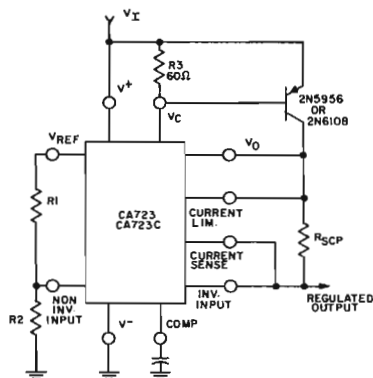 VI
R3
60Ω
V+
VC
2N5956
OR
2N6108
VREF
VO
R1
CA723
CA723C
CURRENT
LIM.
CURRENT
SENSE
RSCP
R2
NON
INV.
INPUT
INV.
INPUT
REGULATED
OUTPUT
V-
COMP